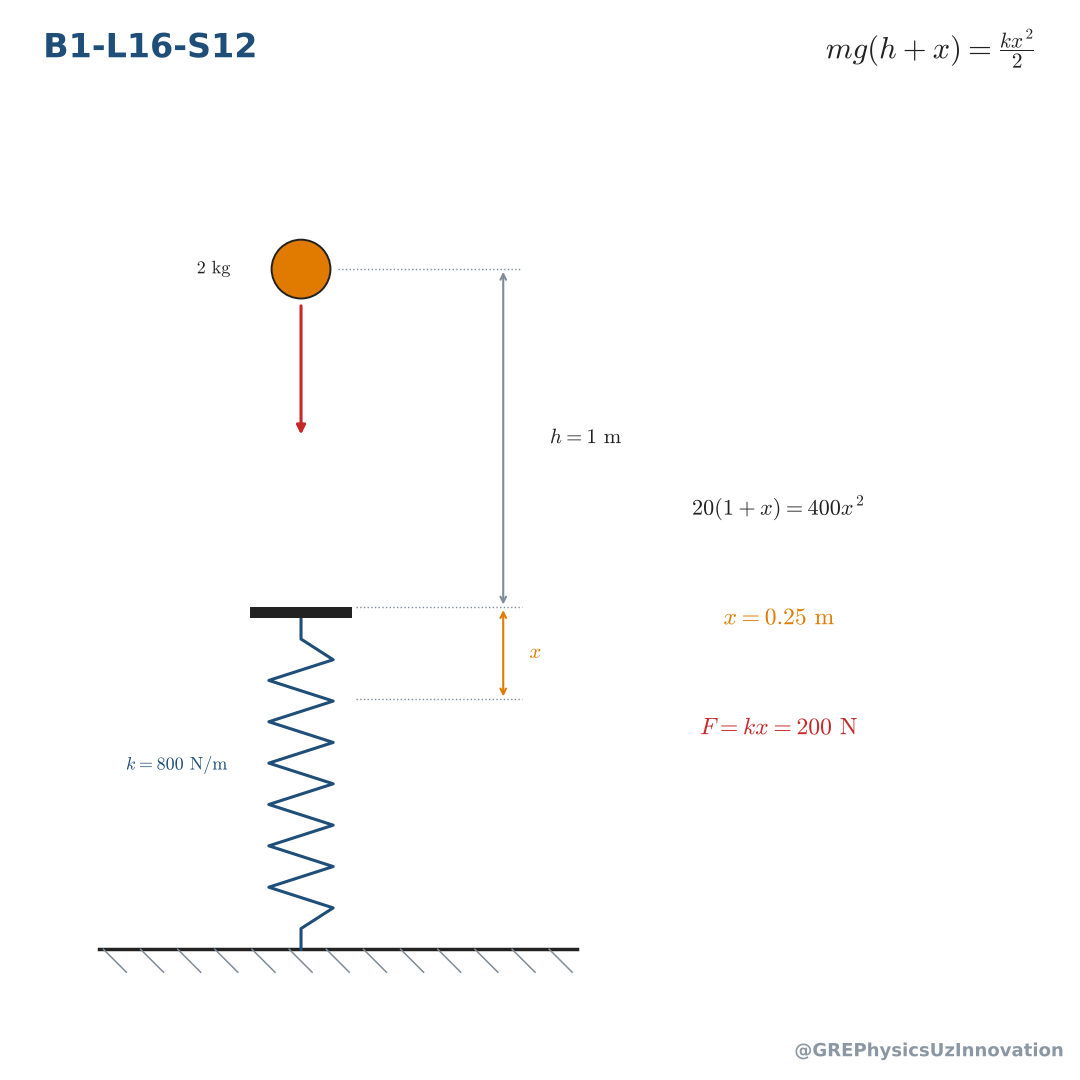 B1-L16-S12
mg(h + x) = kx²/2
2 kg
h = 1 m
20(1 + x) = 400x²
x = 0.25 m
x
F = kx = 200 N
k = 800 N/m
@GREPhysicsUzInnovation